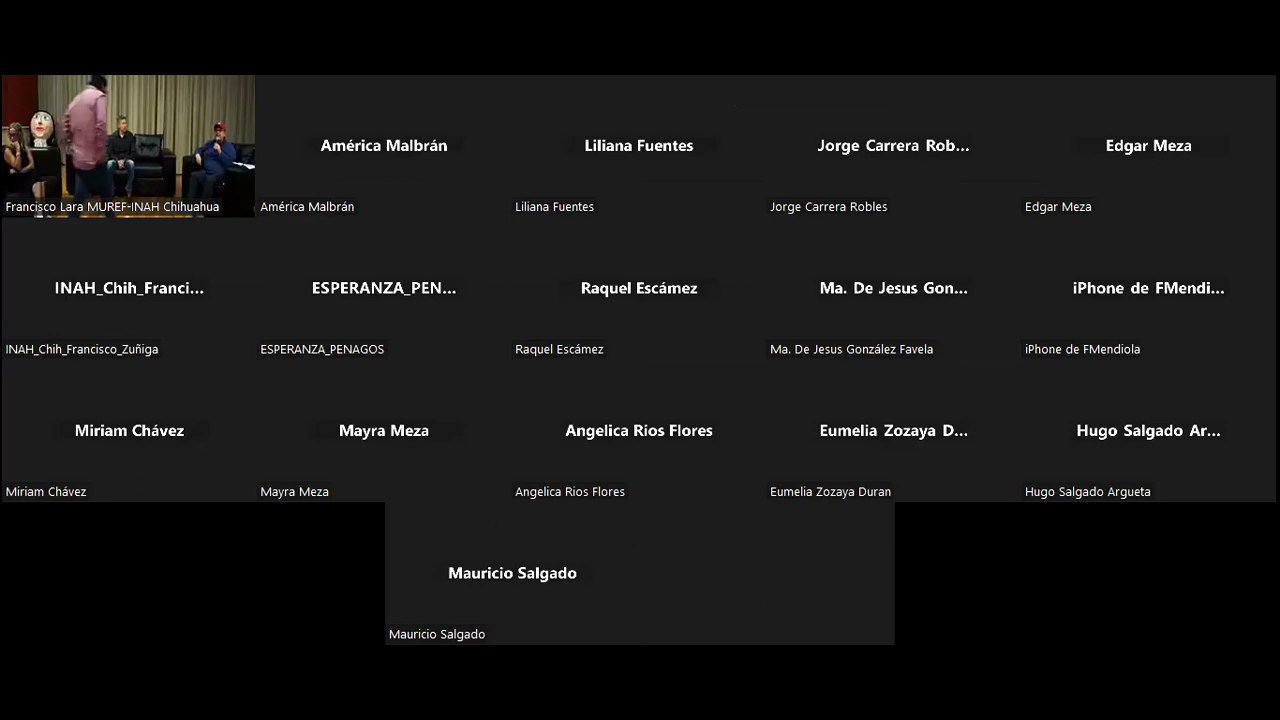 América Malbrán
Liliana Fuentes
Jorge Carrera Rob...
Edgar Meza
Francisco Lara MUREF-INAH Chihuahua
América Malbrán
Liliana Fuentes
Jorge Carrera Robles
Edgar Meza
INAH_Chih_Franci...
ESPERANZA_PEN...
Raquel Escámez
Ma. De Jesus Gon...
iPhone de FMendi...
INAH_Chih_Francisco_Zuñiga
ESPERANZA_PENAGOS
Raquel Escámez
Ma. De Jesus González Favela
iPhone de FMendiola
Miriam Chávez
Mayra Meza
Angelica Rios Flores
Eumelia Zozaya D...
Hugo Salgado Ar...
Miriam Chávez
Mayra Meza
Angelica Rios Flores
Eumelia Zozaya Duran
Hugo Salgado Argueta
Mauricio Salgado
Mauricio Salgado